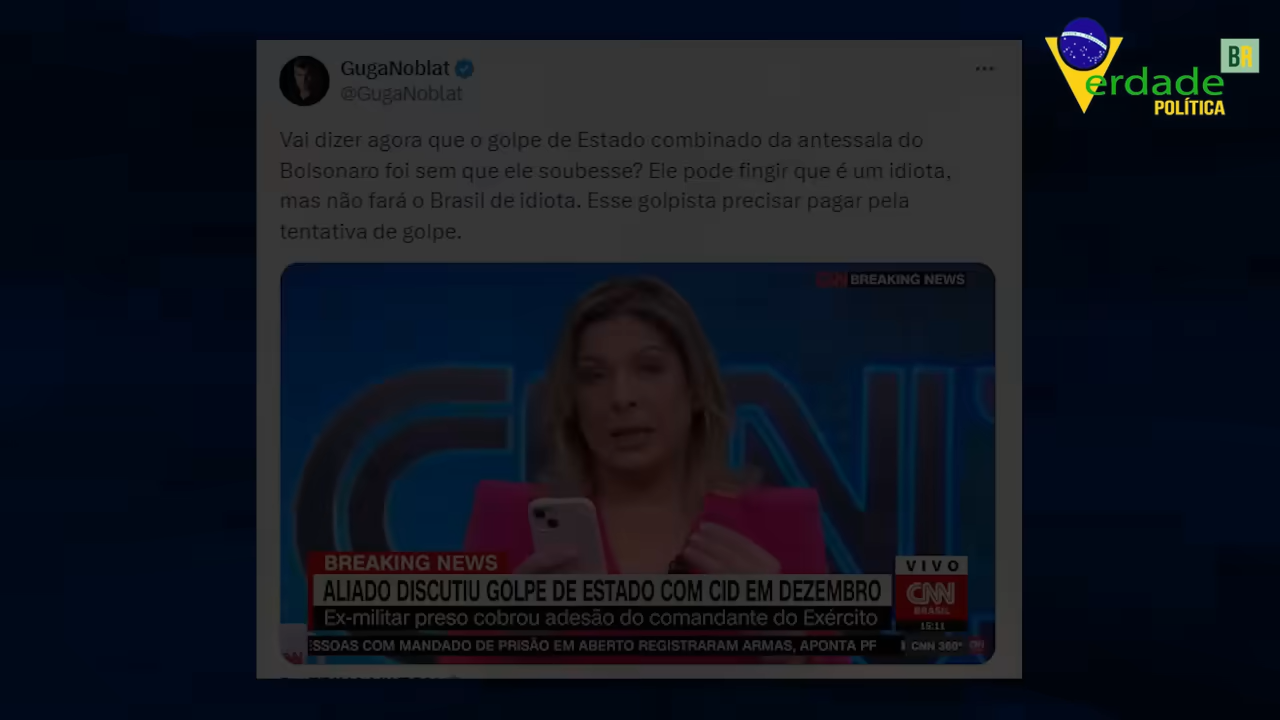 GugaNoblat
@GugaNoblat
Vai dizer agora que o golpe de Estado combinado da antessala do
Bolsonaro foi sem que ele soubesse? Ele pode fingir que é um idiota,
mas não fará o Brasil de idiota. Esse golpista precisar pagar pela
tentativa de golpe.
erdade
BR
POLÍTICA
CNN BREAKING NEWS
CNN
BREAKING NEWS
ALIADO DISCUTIU GOLPE DE ESTADO COM CID EM DEZEMBRO
Ex-militar preso cobrou adesão do comandante do Exército
VIVO
CNN
BRASIL
15:11
ESSOAS COM MANDADO DE PRISÃO EM ABERTO REGISTRARAM ARMAS, APONTA PF
CNN 360°